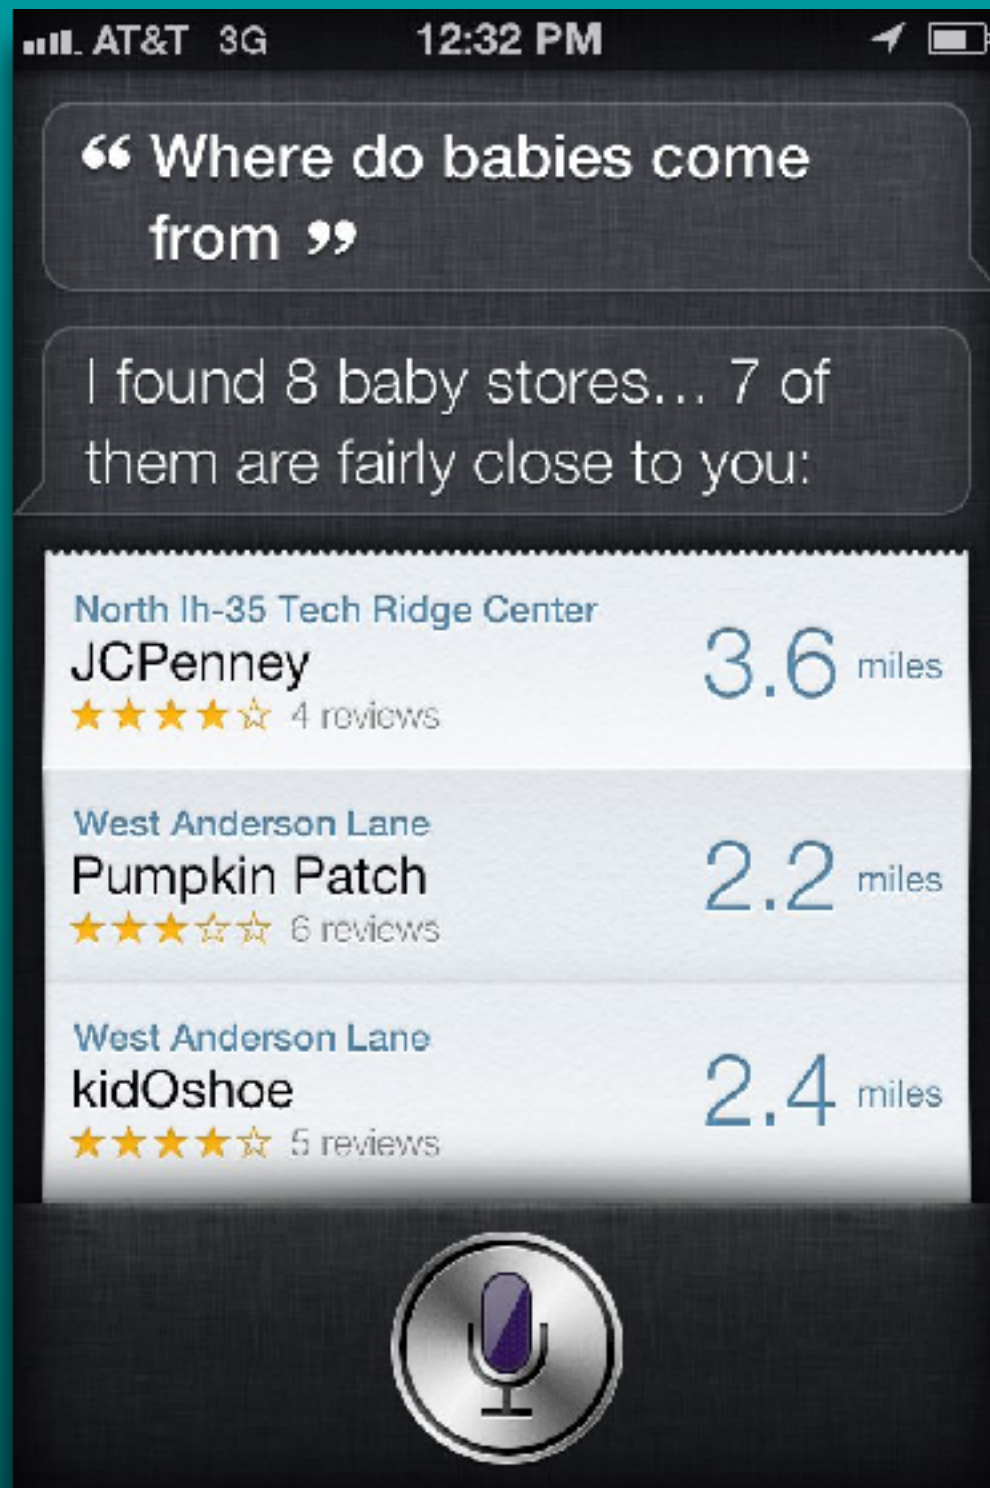 AT&T 3G 12:32 PM
“ Where do babies come
from ”
I found 8 baby stores... 7 of
them are fairly close to you:
North Ih-35 Tech Ridge Center
JCPenney
3.6 miles
4 reviews
West Anderson Lane
Pumpkin Patch
2.2 miles
6 reviews
West Anderson Lane
kidOshoe
2.4 miles
5 reviews